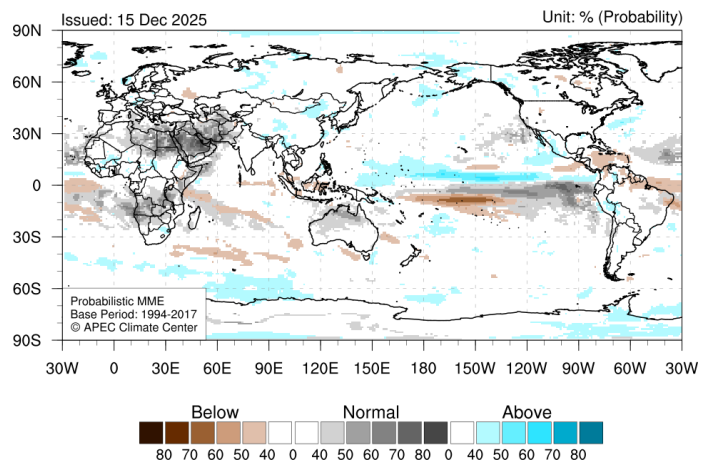 Issued: 15 Dec 2025
Unit: % (Probability)
90N
60N
30N
0
30S
60S
90S
Probabilistic MME
Base Period: 1994-2017
© APEC Climate Center
30W 0 30E 60E 90E 120E 150E 180 150W 120W 90W 60W 30W
Below Normal Above
80 70 60 50 40 0 40 50 60 70 80 0 40 50 60 70 80